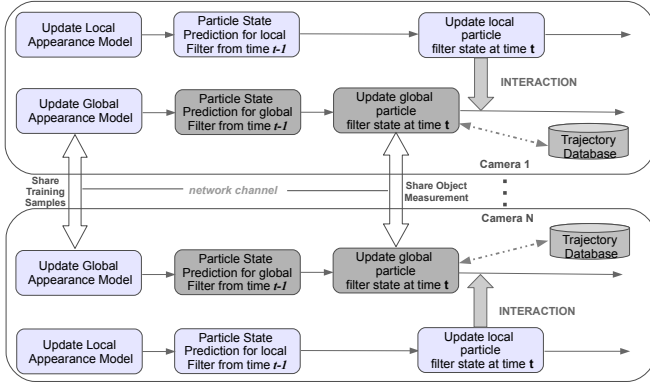 Update Local
Appearance Model
Particle State
Prediction for local
Filter from time t-1
Update local
particle
filter state at time t
INTERACTION
Update Global
Appearance Model
Particle State
Prediction for global
Filter from time t-1
Update global
particle
filter state at time t
Trajectory
Database
Camera 1
Share
Training
Samples
network channel
Share Object
Measurement
Camera N
Update Global
Appearance Model
Particle State
Prediction for global
Filter from time t-1
Update global
particle
filter state at time t
Trajectory
Database
INTERACTION
Update Local
Appearance Model
Particle State
Prediction for local
Filter from time t-1
Update local
particle
filter state at time t